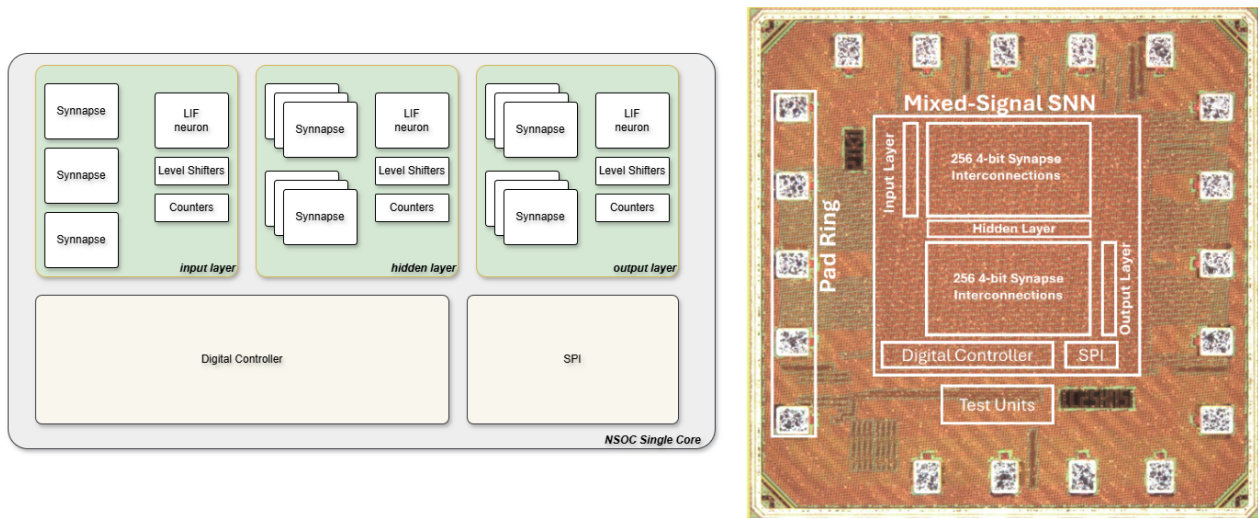 Synnapse
Synnapse
Synnapse
LIF
neuron
Level Shifters
Counters
input layer
Synnapse
Synnapse
LIF
neuron
Level Shifters
Counters
hidden layer
Synnapse
Synnapse
LIF
neuron
Level Shifters
Counters
output layer
Digital Controller
SPI
NSOC Single Core
Mixed-Signal SNN
Pad Ring
Input Layer
256 4-bit Synapse
Interconnections
Hidden Layer
256 4-bit Synapse
Interconnections
Output Layer
Digital Controller
SPI
Test Units